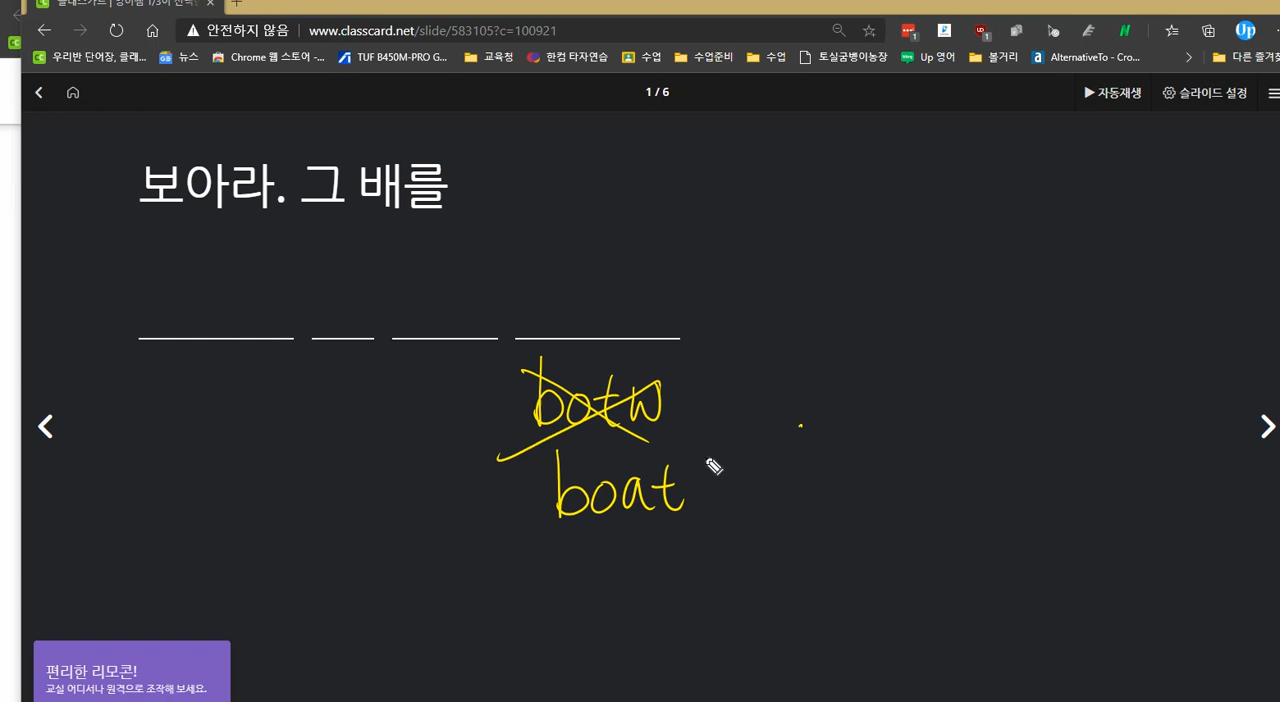 안전하지 않음 www.classcard.net/slide/583105?c=100921
우리반 단어장, 클래... 뉴스 Chrome 웹 스토어 -... TUF B450M-PRO G... 교육청 한컴 타자연습 수업 수업준비 수업 토실굼벵이농장 Up 영어 볼거리 AlternativeTo - Cro... 다른 즐겨찾
1 / 6 자동재생 슬라이드 설정
보아라. 그 배를
botw
boat
편리한 리모콘!
교실 어디서나 원격으로 조작해 보세요.